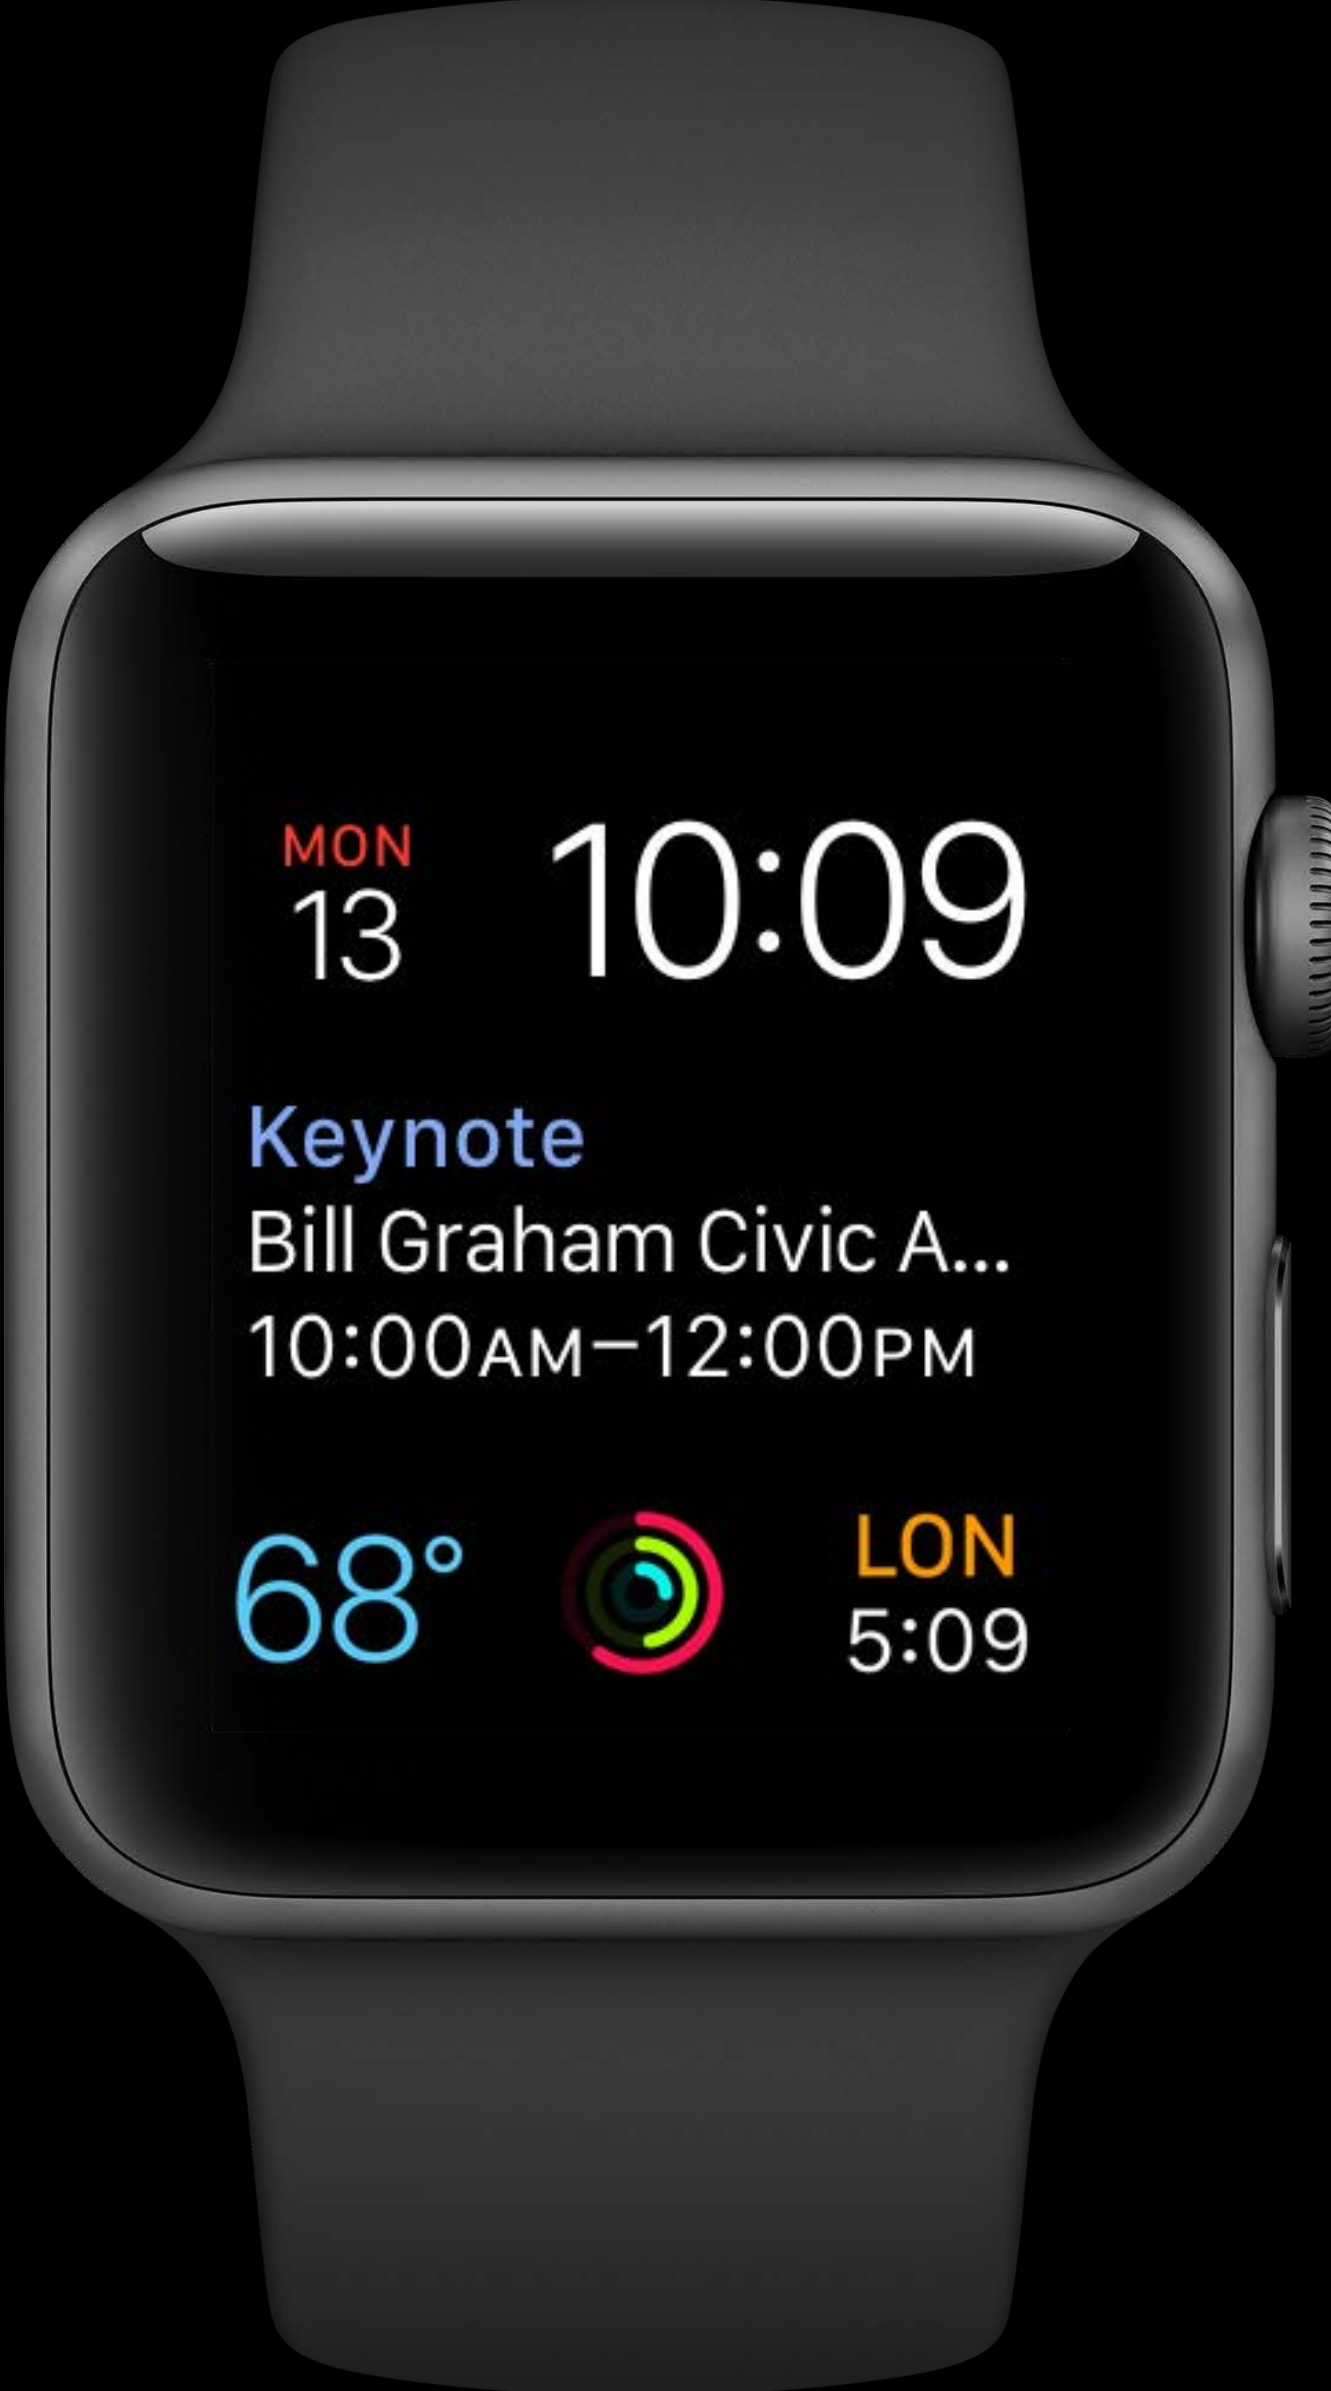 MON
13
10:09
Keynote
Bill Graham Civic A...
10:00AM–12:00PM
68°
LON
5:09